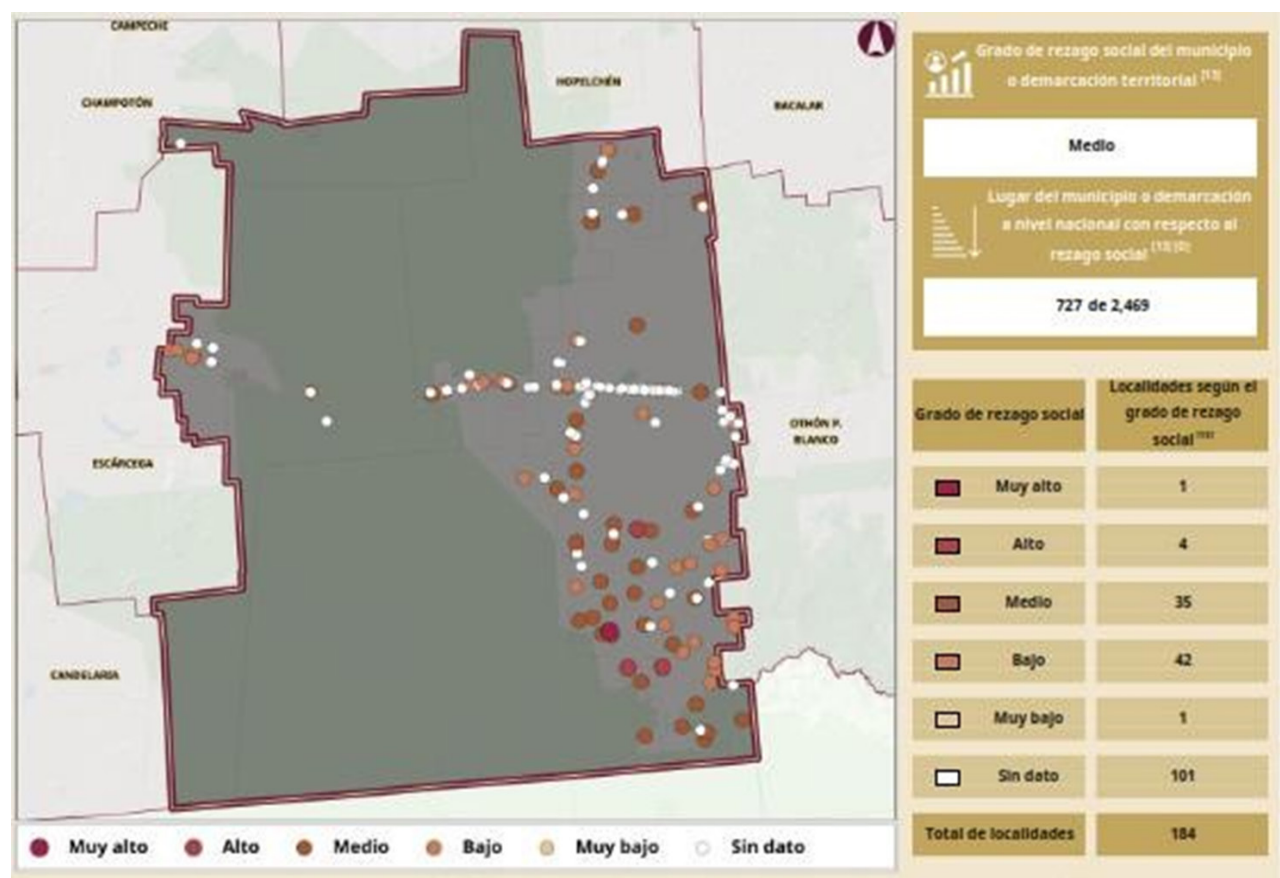 CAMPECHE
CHAMPOTÓN
HOPELCHÉN
BACALAR
ESCÁRCEGA
OTHÓN P.
BLANCO
CANDELARIA
Muy alto
Alto
Medio
Bajo
Muy bajo
Sin dato
Grado de rezago social del municipio
o demarcación territorial [13]
Medio
Lugar del municipio o demarcación
a nivel nacional con respecto al
rezago social
727 de 2,469
Grado de rezago social
Localidades según el
grado de rezago
social
Muy alto
1
Alto
4
Medio
35
Bajo
42
Muy bajo
1
Sin dato
101
Total de localidades
184